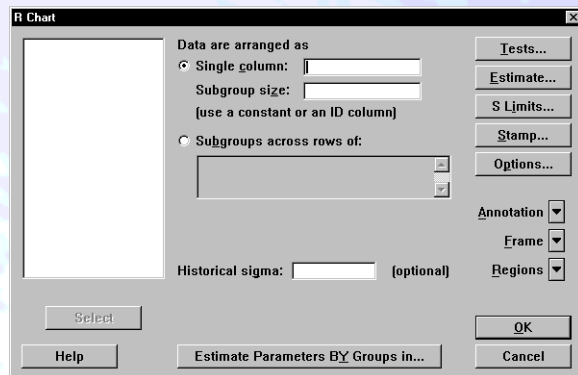 R Chart
Data are arranged as
Single column:
Subgroup size:
(use a constant or an ID column)
Subgroups across rows of:
Historical sigma:
(optional)
Tests...
Estimate...
S Limits...
Stamp...
Options...
Annotation
Frame
Regions
Select
OK
Help
Estimate Parameters BY Groups in...
Cancel